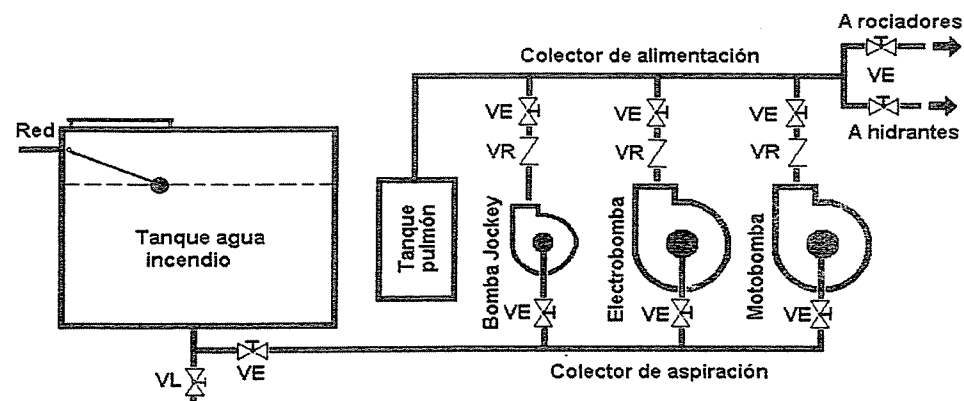 A rociadores
Colector de alimentación
VE
A hidrantes
VE
VE
VE
Red
VR
VR
VR
Tanque agua
incendio
Tanque
pulmón
Bomba Jockey
Electrobomba
Motobomba
VE
VE
VE
VL
VE
Colector de aspiración